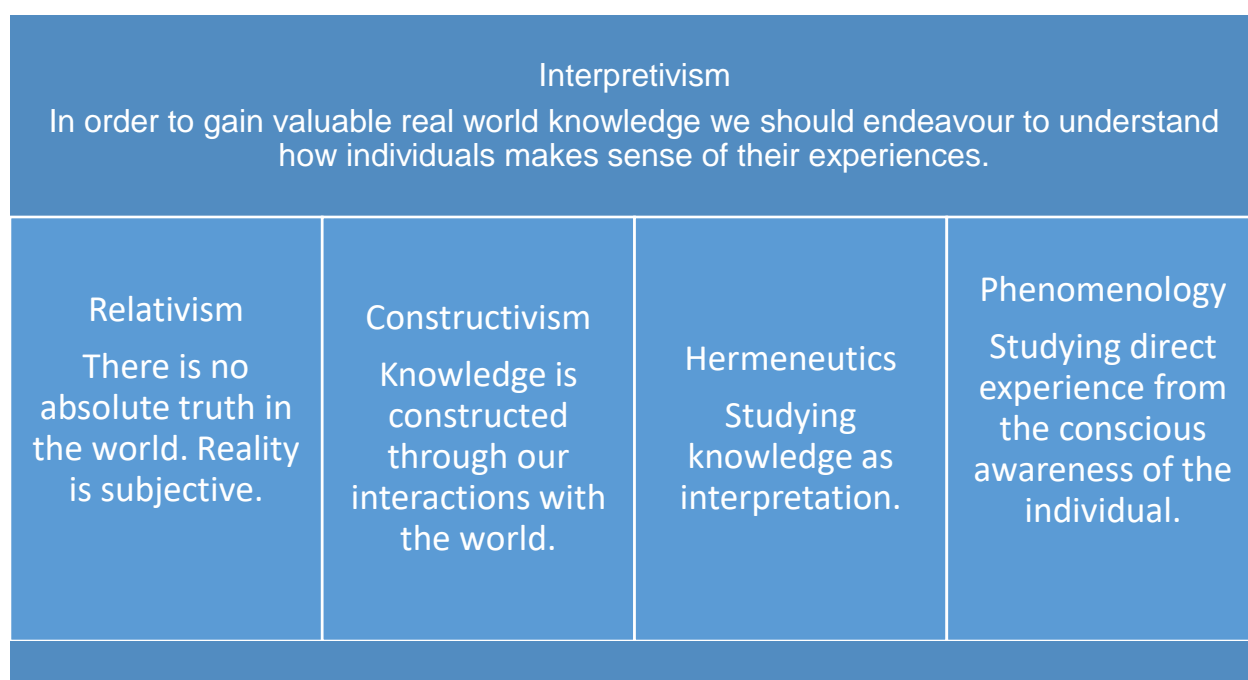 Interpretivism
In order to gain valuable real world knowledge we should endeavour to understand
how individuals makes sense of their experiences.
Relativism
There is no
absolute truth in
the world. Reality
is subjective.
Constructivism
Knowledge is
constructed
through our
interactions with
the world.
Hermeneutics
Studying
knowledge as
interpretation.
Phenomenology
Studying direct
experience from
the conscious
awareness of the
individual.